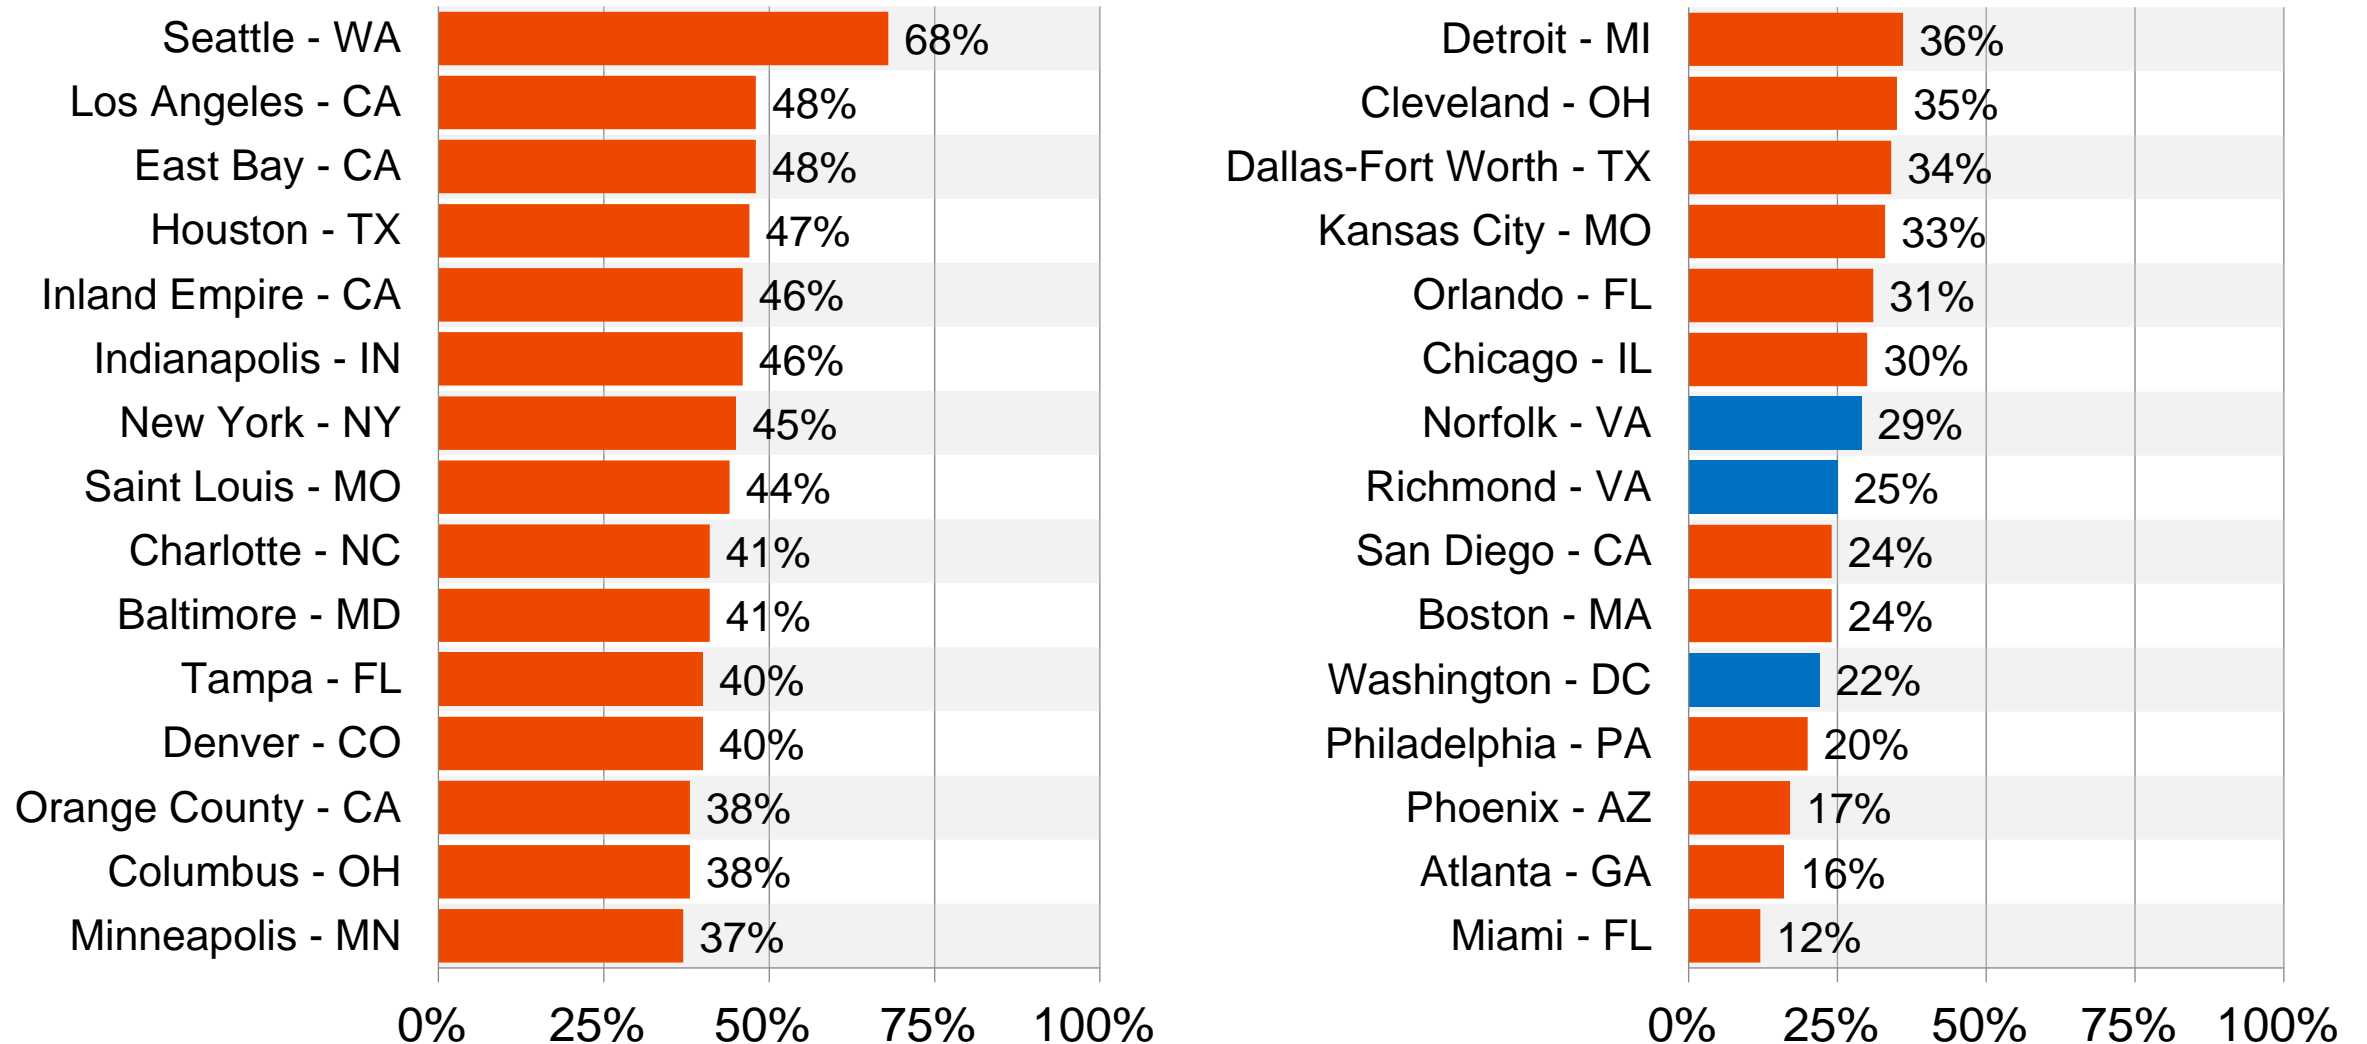 Seattle - WA 68%
Los Angeles - CA 48%
East Bay - CA 48%
Houston - TX 47%
Inland Empire - CA 46%
Indianapolis - IN 46%
New York - NY 45%
Saint Louis - MO 44%
Charlotte - NC 41%
Baltimore - MD 41%
Tampa - FL 40%
Denver - CO 40%
Orange County - CA 38%
Columbus - OH 38%
Minneapolis - MN 37%
0% 25% 50% 75% 100%
Detroit - MI 36%
Cleveland - OH 35%
Dallas-Fort Worth - TX 34%
Kansas City - MO 33%
Orlando - FL 31%
Chicago - IL 30%
Norfolk - VA 29%
Richmond - VA 25%
San Diego - CA 24%
Boston - MA 24%
Washington - DC 22%
Philadelphia - PA 20%
Phoenix - AZ 17%
Atlanta - GA 16%
Miami - FL 12%
0% 25% 50% 75% 100%